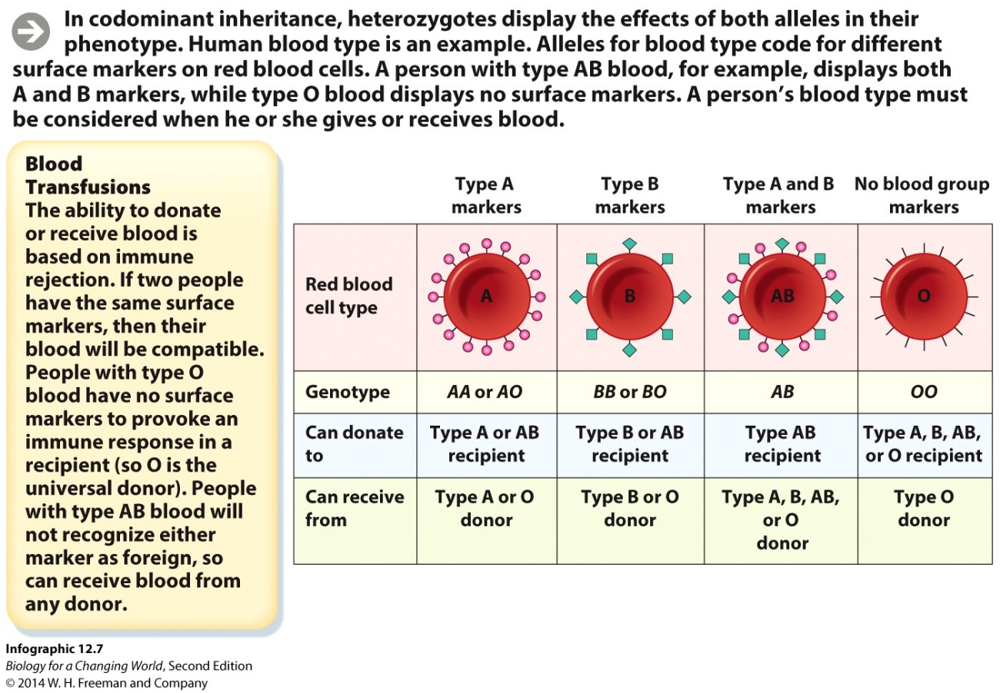 In codominant inheritance, heterozygotes display the effects of both alleles in their
phenotype. Human blood type is an example. Alleles for blood type code for different
surface markers on red blood cells. A person with type AB blood, for example, displays both
A and B markers, while type O blood displays no surface markers. A person’s blood type must
be considered when he or she gives or receives blood.
Blood
Transfusions
The ability to donate
or receive blood is
based on immune
rejection. If two people
have the same surface
markers, then their
blood will be compatible.
People with type O
blood have no surface
markers to provoke an
immune response in a
recipient (so O is the
universal donor). People
with type AB blood will
not recognize either
marker as foreign, so
can receive blood from
any donor.
Type A
markers
Type B
markers
Type A and B
markers
No blood group
markers
Red blood
cell type
A
B
AB
O
Genotype
AA or AO
BB or BO
AB
OO
Can donate
to
Type A or AB
recipient
Type B or AB
recipient
Type AB
recipient
Type A, B, AB,
or O recipient
Can receive
from
Type A or O
donor
Type B or O
donor
Type A, B, AB,
or O
donor
Type O
donor
Infographic 12.7
Biology for a Changing World, Second Edition
© 2014 W. H. Freeman and Company